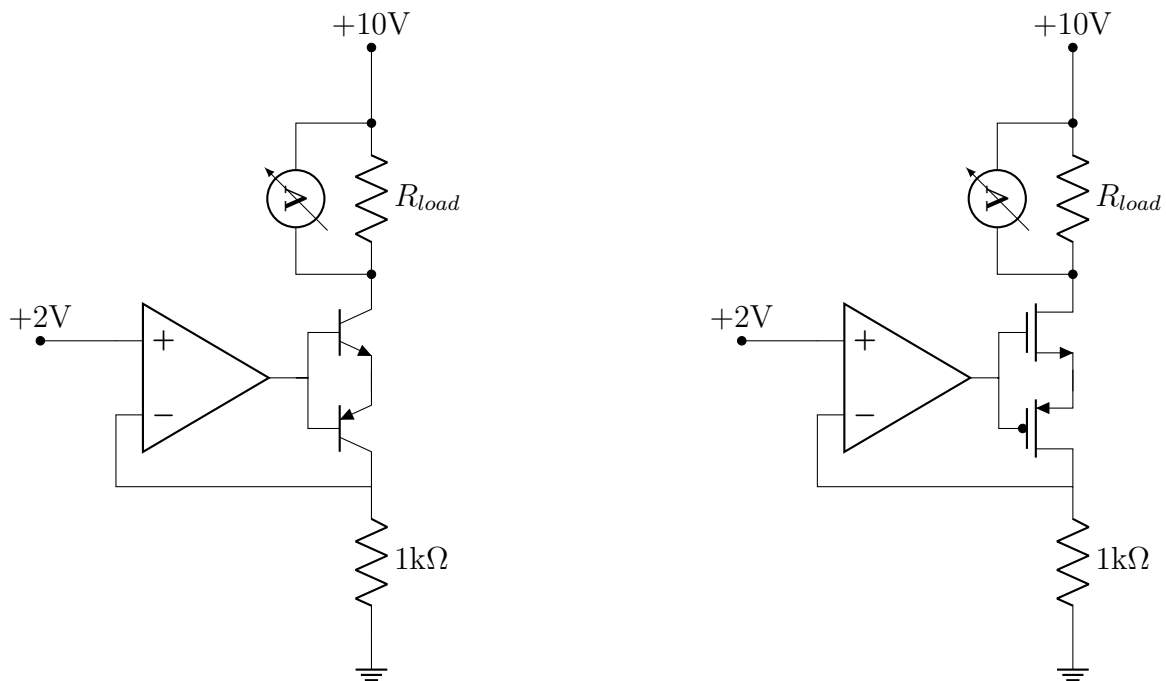 +10V
V
R_load
+2V
+
−
1kΩ
+10V
V
R_load
+2V
+
−
1kΩ